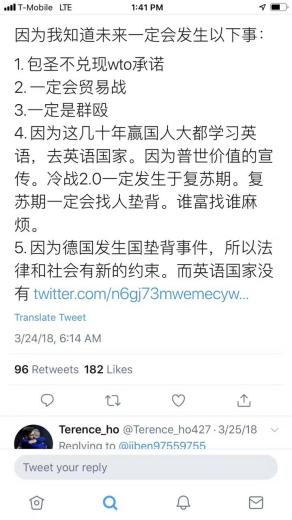 T-Mobile LTE 1:41 PM
因为我知道未来一定会发生以下事：
1. 包圣不兑现wto承诺
2. 一定会贸易战
3.一定是群殴
4.因为这几十年赢国人大都学习英
语，去英语国家。因为普世价值的宣
传。冷战2.0一定发生于复苏期。复
苏期一定会找人垫背。谁富找谁麻
烦。
5.因为德国发生国垫背事件，所以法
律和社会有新的约束。而英语国家没
有 twitter.com/n6gj73mwemecyw...
Translate Tweet
3/24/18, 6:14 AM
96 Retweets 182 Likes
Terence_ho @Terence_ho427 · 3/25/18
Replying to @jiben97559755
Tweet your reply